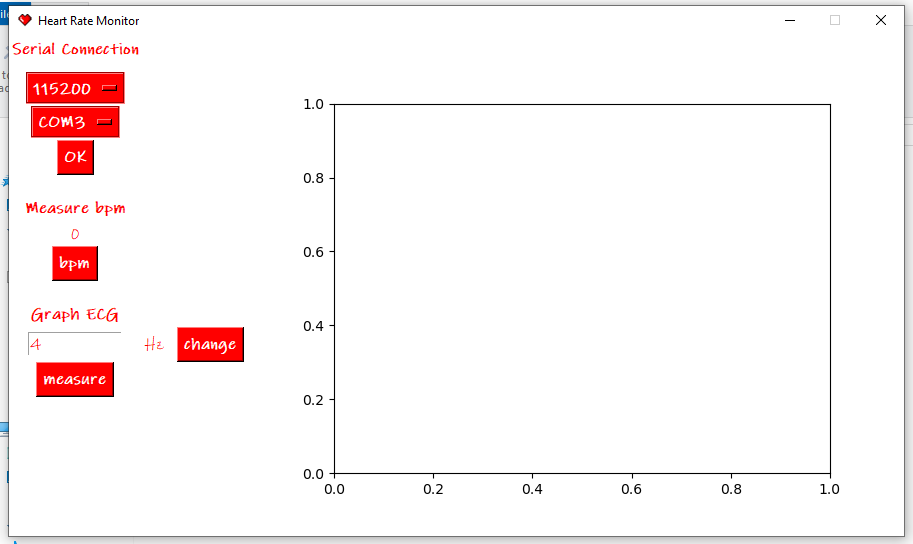 Heart Rate Monitor
Serial Connection
115200
COM3
OK
Measure bpm
0
bpm
Graph ECG
4 Hz change
measure
1.0
0.8
0.6
0.4
0.2
0.0
0.0 0.2 0.4 0.6 0.8 1.0